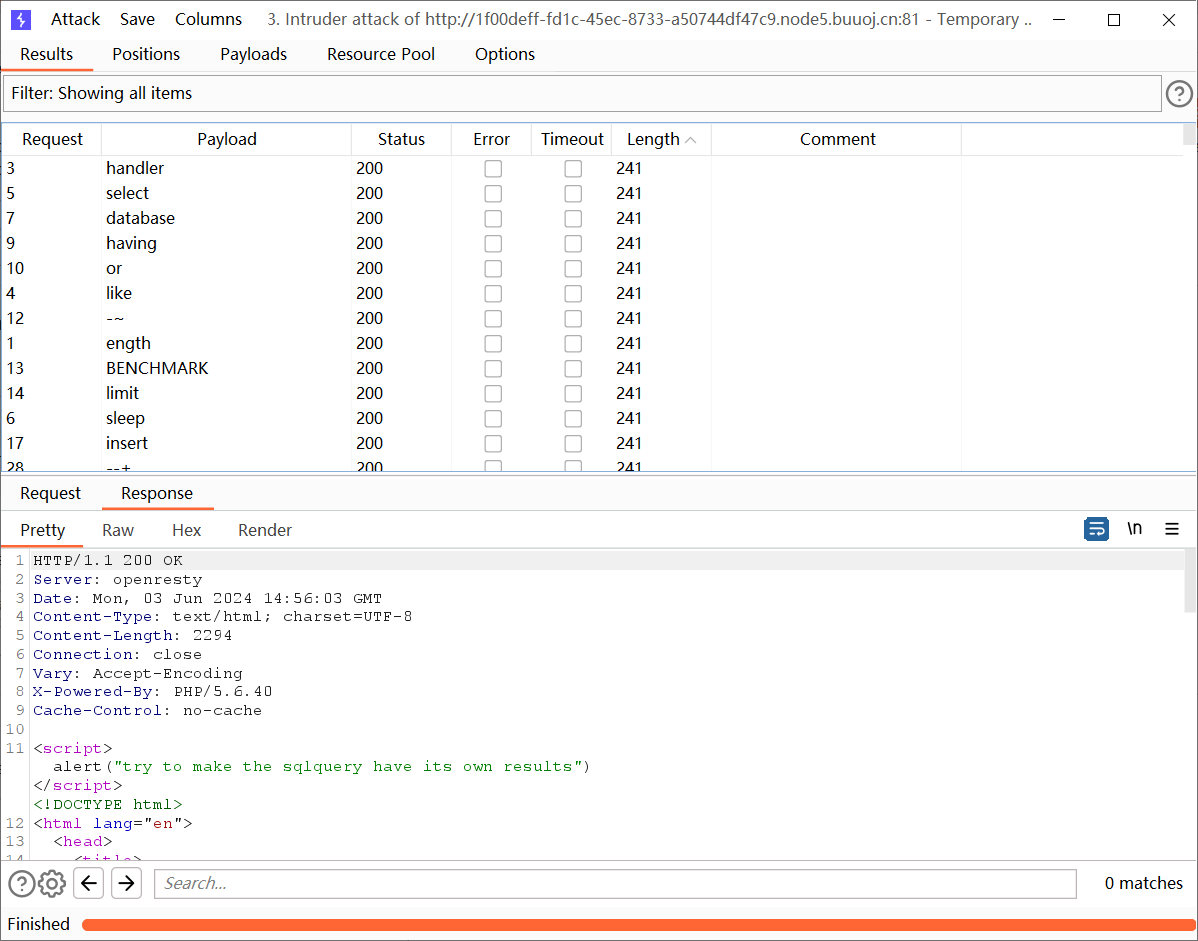 Attack Save Columns 3. Intruder attack of http://1f00deff-fd1c-45ec-8733-a50744df47c9.node5.buuoj.cn:81 - Temporary ..
Results Positions Payloads Resource Pool Options
Filter: Showing all items
Request Payload Status Error Timeout Length Comment
3 handler 200 241
5 select 200 241
7 database 200 241
9 having 200 241
10 or 200 241
4 like 200 241
12 -~ 200 241
1 ength 200 241
13 BENCHMARK 200 241
14 limit 200 241
6 sleep 200 241
17 insert 200 241
28 --+ 200 241
Request Response
Pretty Raw Hex Render \n
1 HTTP/1.1 200 OK
2 Server: openresty
3 Date: Mon, 03 Jun 2024 14:56:03 GMT
4 Content-Type: text/html; charset=UTF-8
5 Content-Length: 2294
6 Connection: close
7 Vary: Accept-Encoding
8 X-Powered-By: PHP/5.6.40
9 Cache-Control: no-cache
10
11 <script>
alert("try to make the sqlquery have its own results")
</script>
<!DOCTYPE html>
12 <html lang="en">
13 <head>
14 <title>
Search... 0 matches
Finished